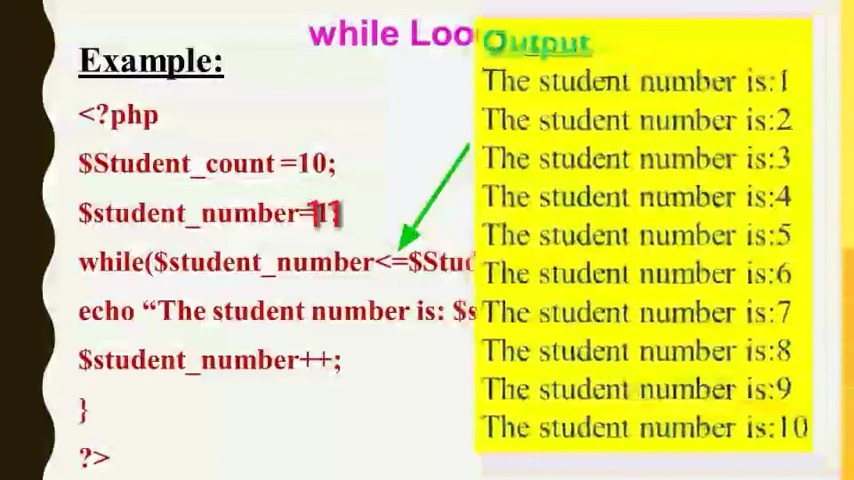 while Loo
Example:
<?php
$Student_count =10;
$student_number=11
while($student_number<=$Stud
echo “The student number is: $s
$student_number++;
}
?>
Output
The student number is:1
The student number is:2
The student number is:3
The student number is:4
The student number is:5
The student number is:6
The student number is:7
The student number is:8
The student number is:9
The student number is:10